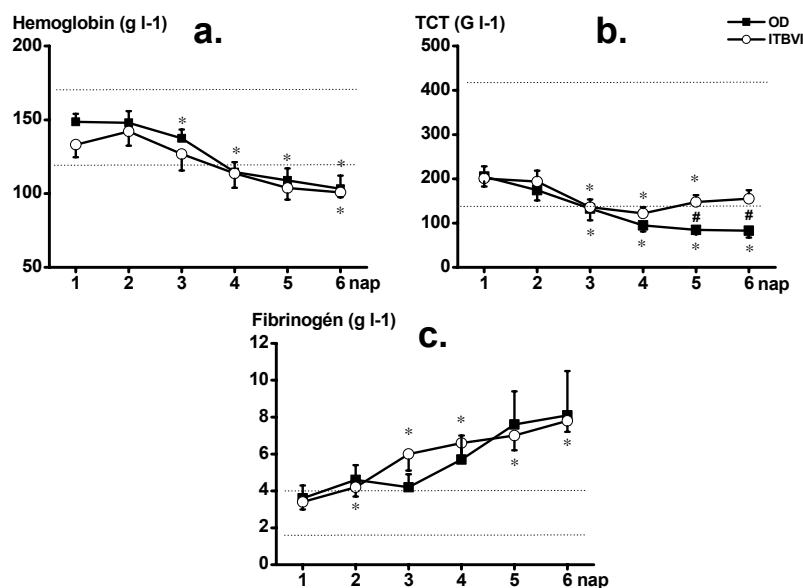 Hemoglobin (g l-1)
a.
200
150
100
50
1 2 3 4 5 6 nap
* * * *
*
TCT (G l-1)
b.
OD
ITBVI
500
400
300
200
100
0
1 2 3 4 5 6 nap
* * *
# #
* * * *
Fibrinogén (g l-1)
c.
12
10
8
6
4
2
0
1 2 3 4 5 6 nap
* *
* * *